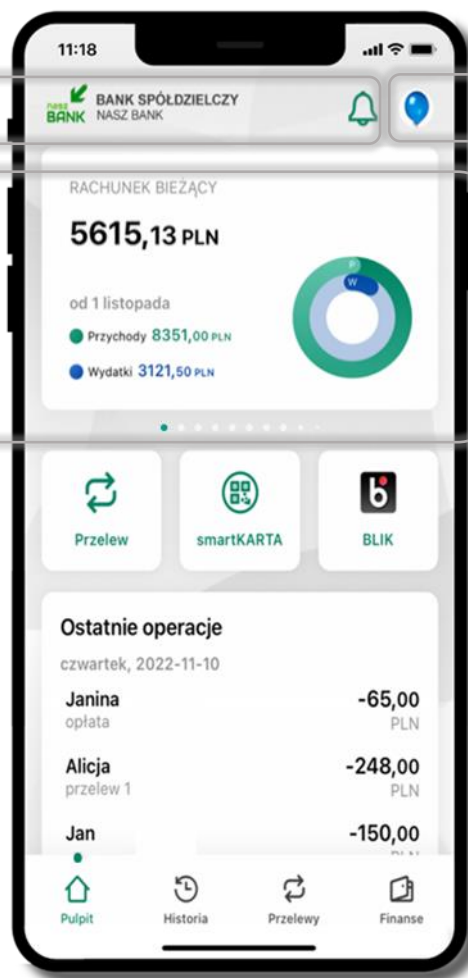 11:18
nasz
BANK
BANK SPÓŁDZIELCZY
NASZ BANK
RACHUNEK BIEŻĄCY
5615,13 PLN
od 1 listopada
Przychody 8351,00 PLN
Wydatki 3121,50 PLN
P
W
Przelew
smartKARTA
BLIK
Ostatnie operacje
czwartek, 2022-11-10
Janina -65,00
opłata PLN
Alicja -248,00
przelew 1 PLN
Jan -150,00
Pulpit Historia Przelewy Finanse